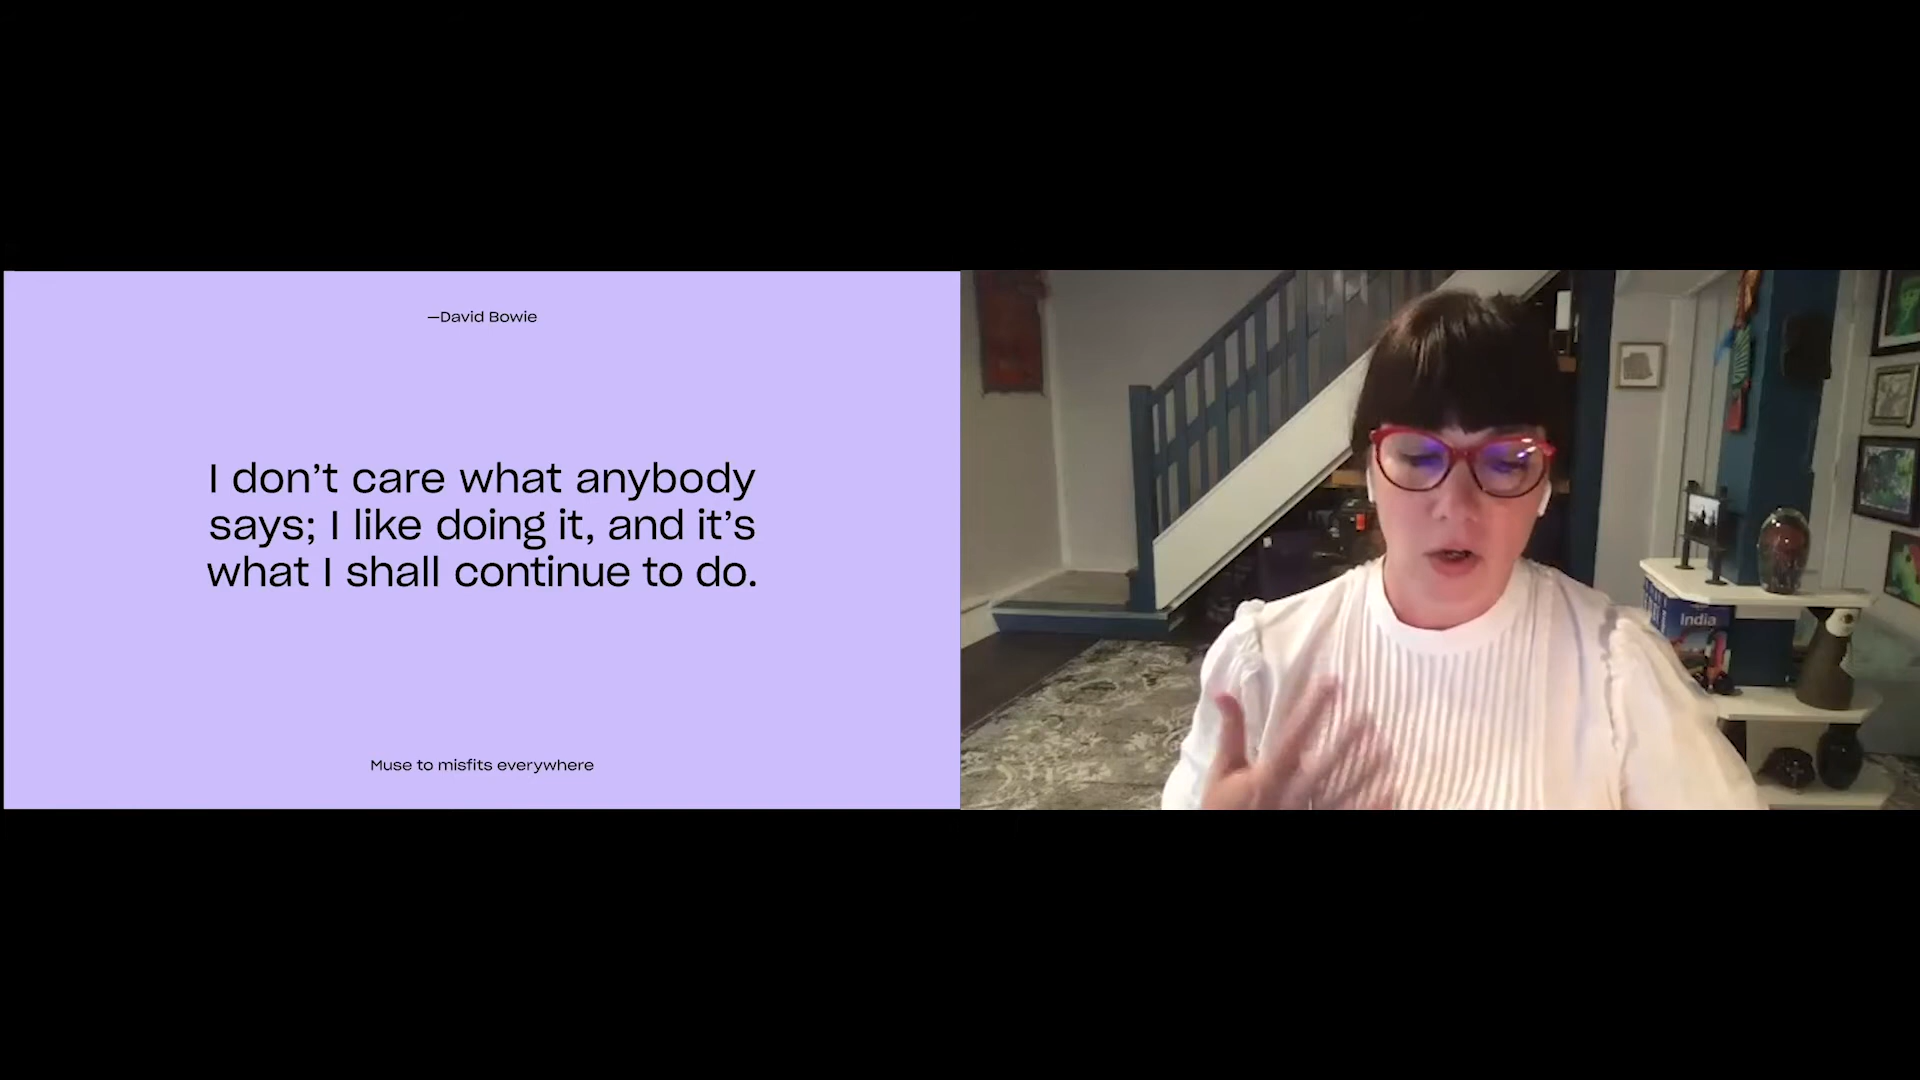 —David Bowie
I don’t care what anybody
says; I like doing it, and it’s
what I shall continue to do.
Muse to misfits everywhere
India